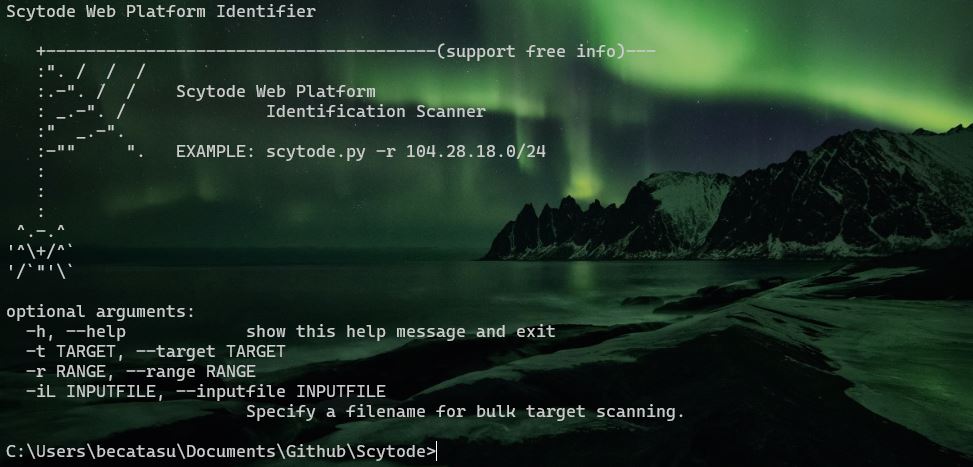 Scytode Web Platform Identifier
+---------------------------------------(support free info)---
:". /  /  /
:.-". /  /    Scytode Web Platform
: _.-". /              Identification Scanner
:"  _.-".
:-""     ".   EXAMPLE: scytode.py -r 104.28.18.0/24
:
:
:
^.-.^
'^\+/^`
'/`"'\`
optional arguments:
-h, --help            show this help message and exit
-t TARGET, --target TARGET
-r RANGE, --range RANGE
-iL INPUTFILE, --inputfile INPUTFILE
Specify a filename for bulk target scanning.
C:\Users\becatasu\Documents\Github\Scytode>